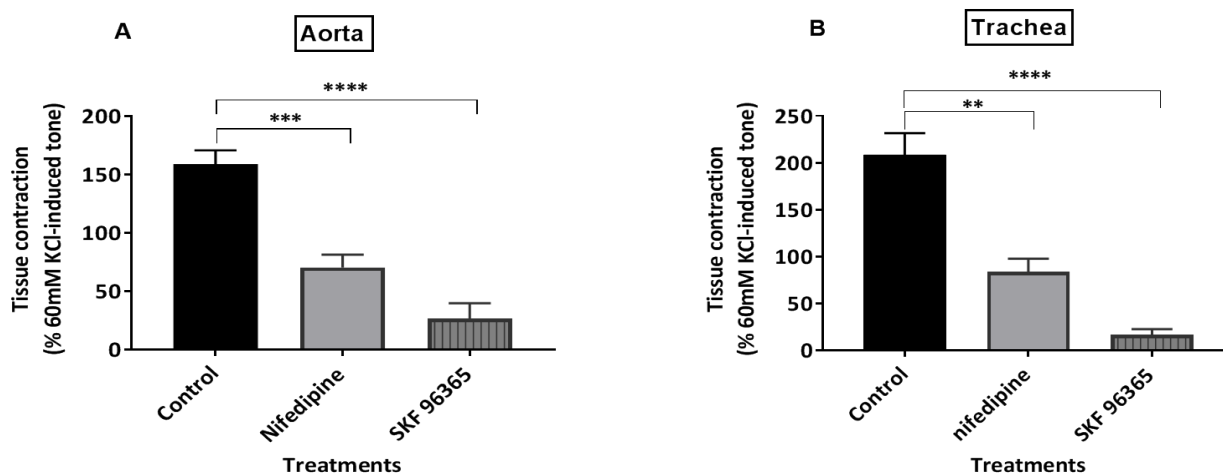 A
Aorta
****
***
Tissue contraction
(% 60mM KCl-induced tone)
200
150
100
50
0
Control
Nifedipine
SKF 96365
Treatments
B
Trachea
****
**
Tissue contraction
(% 60mM KCl-induced tone)
250
200
150
100
50
0
Control
nifedipine
SKF 96365
Treatments